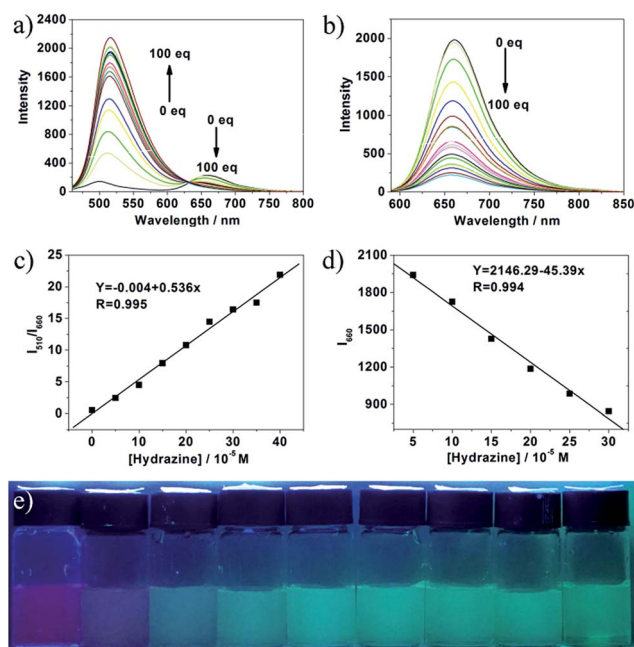 a)
2400
2000
1600
1200
800
400
0
100 eq
0 eq
0 eq
100 eq
500 550 600 650 700 750 800
Wavelength / nm
Intensity
b)
2000
1500
1000
500
0
0 eq
100 eq
600 650 700 750 800 850
Wavelength / nm
Intensity
c)
25
20
15
10
5
0
Y=-0.004+0.536x
R=0.995
0 10 20 30 40
[Hydrazine] / 10⁻⁵ M
I₅₁₀/I₆₆₀
d)
2100
1800
1500
1200
900
Y=2146.29-45.39x
R=0.994
5 10 15 20 25 30
[Hydrazine] / 10⁻⁵ M
I₆₆₀
e)